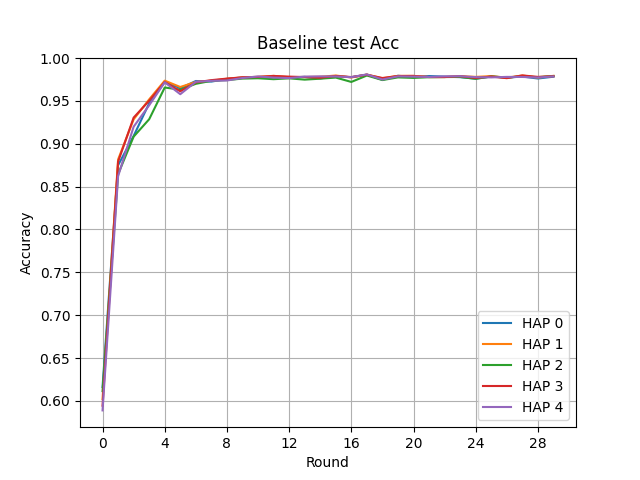 Baseline test Acc
1.00
0.95
0.90
0.85
0.80
0.75
0.70
0.65
0.60
Accuracy
HAP 0
HAP 1
HAP 2
HAP 3
HAP 4
0 4 8 12 16 20 24 28
Round